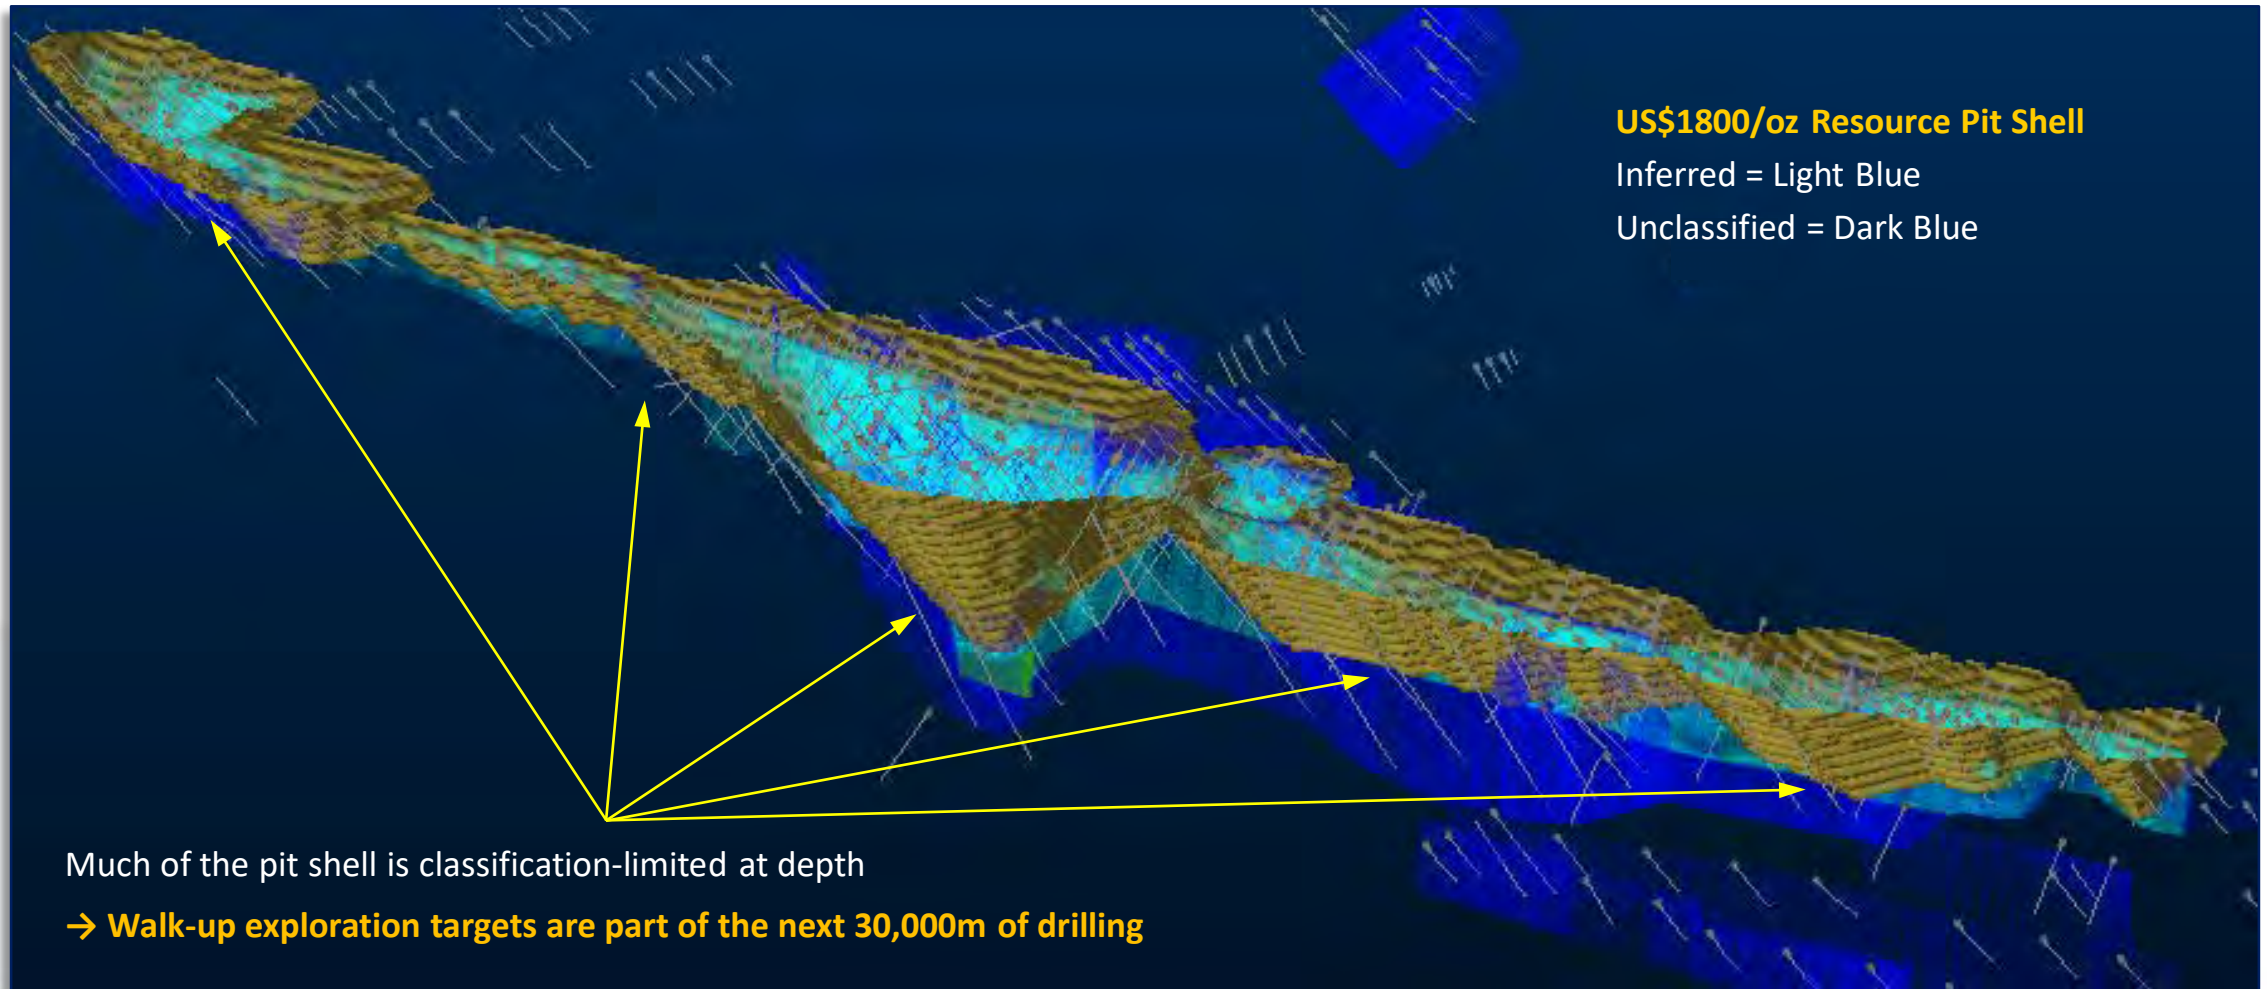 US$1800/oz Resource Pit Shell
Inferred = Light Blue
Unclassified = Dark Blue
Much of the pit shell is classification-limited at depth
→ Walk-up exploration targets are part of the next 30,000m of drilling